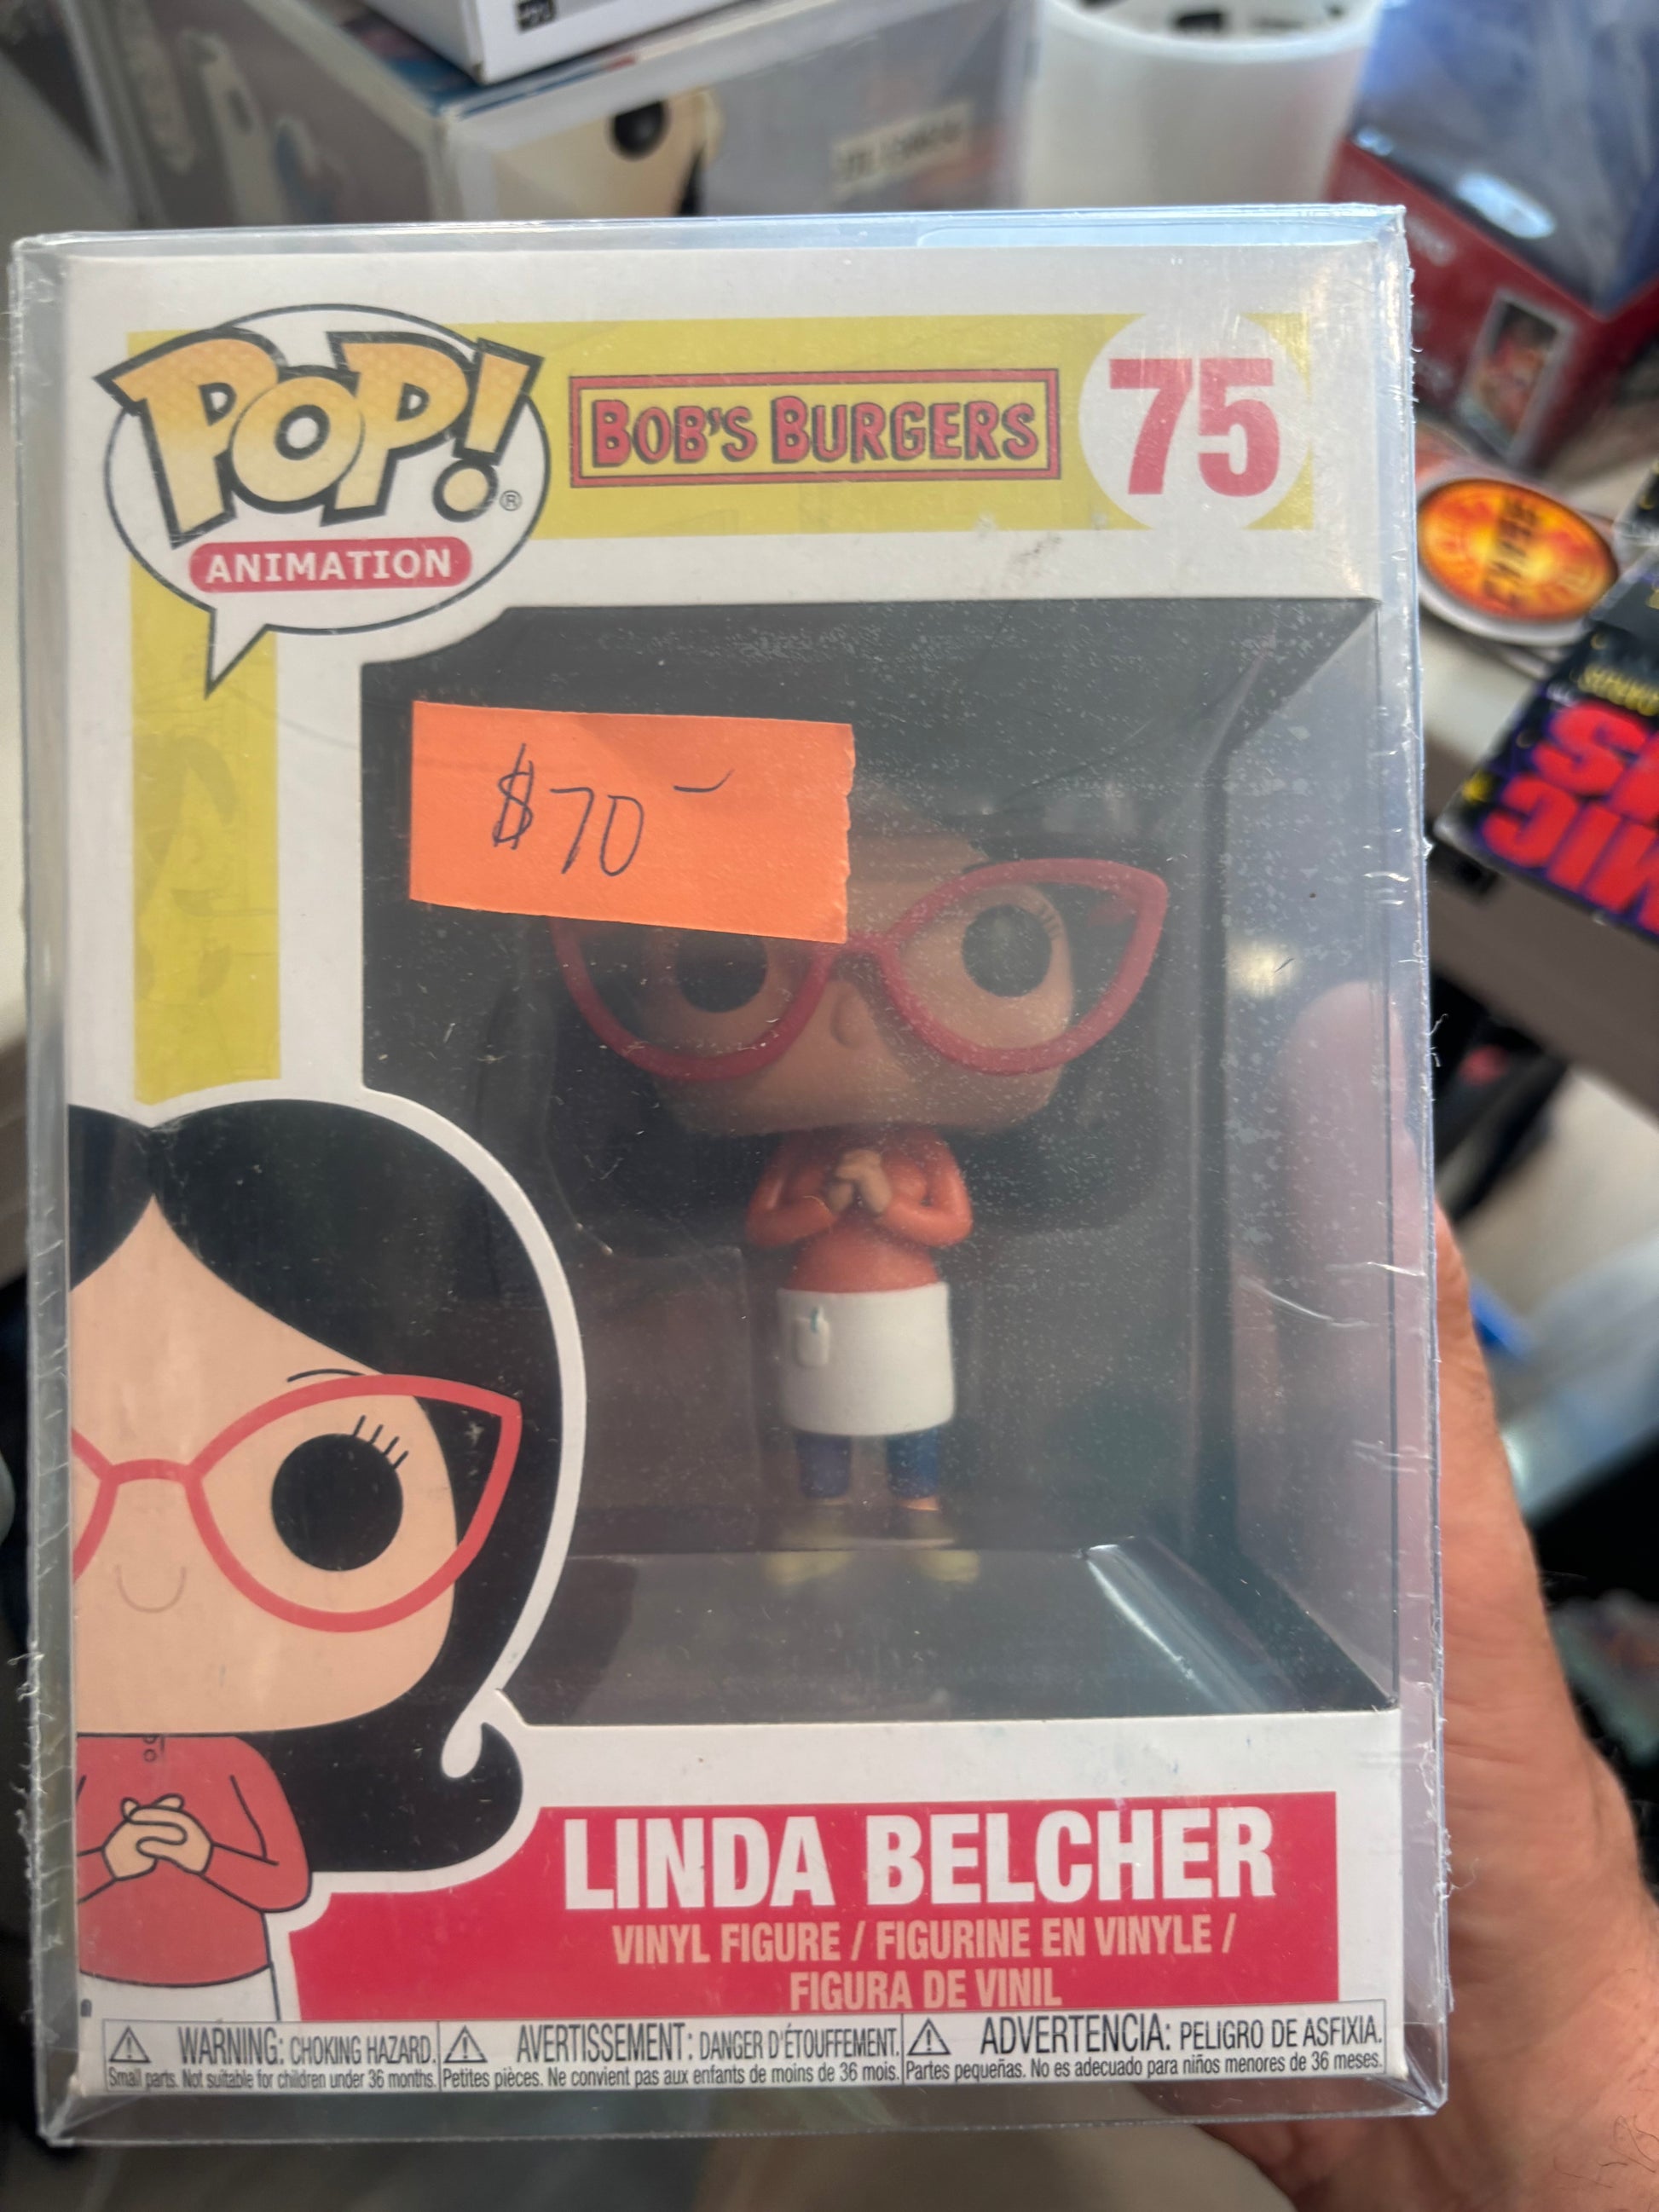 POP!®
ANIMATION
BOB'S BURGERS
75
$70-
LINDA BELCHER
VINYL FIGURE / FIGURINE EN VINYLE /
FIGURA DE VINIL
WARNING: CHOKING HAZARD.
Small parts. Not suitable for children under 36 months.
AVERTISSEMENT: DANGER D'ÉTOUFFEMENT.
Petites pièces. Ne convient pas aux enfants de moins de 36 mois.
ADVERTENCIA: PELIGRO DE ASFIXIA.
Partes pequeñas. No es adecuado para niños menores de 36 meses.